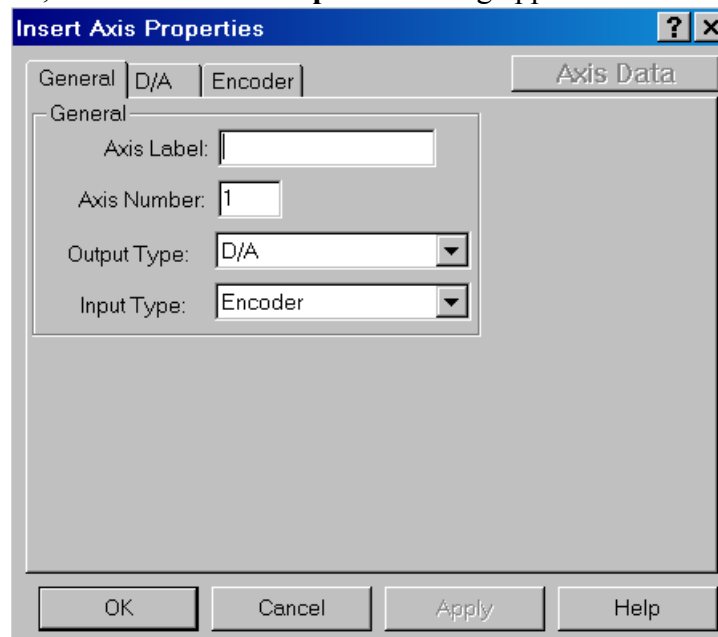 Insert Axis Properties ? ×
General D/A Encoder Axis Data
General
Axis Label:
Axis Number: 1
Output Type: D/A
Input Type: Encoder
OK Cancel Apply Help